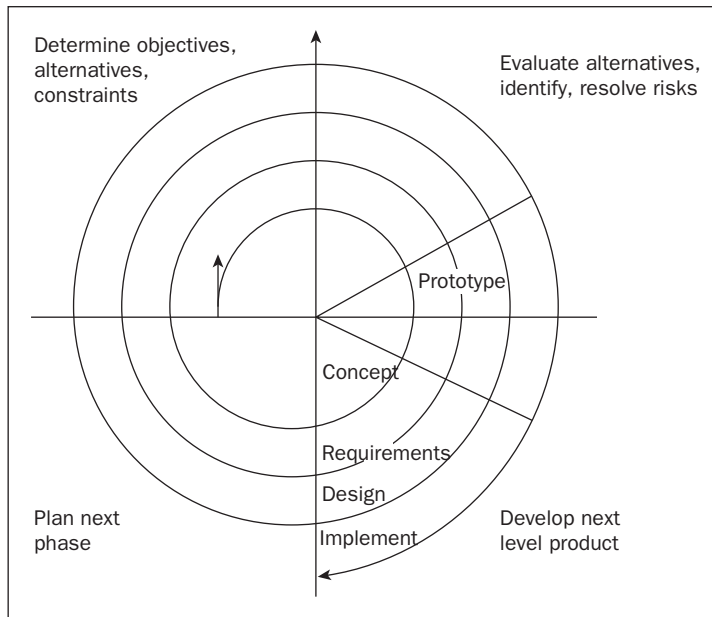 Determine objectives,
alternatives,
constraints
Evaluate alternatives,
identify, resolve risks
Prototype
Concept
Requirements
Design
Implement
Plan next
phase
Develop next
level product